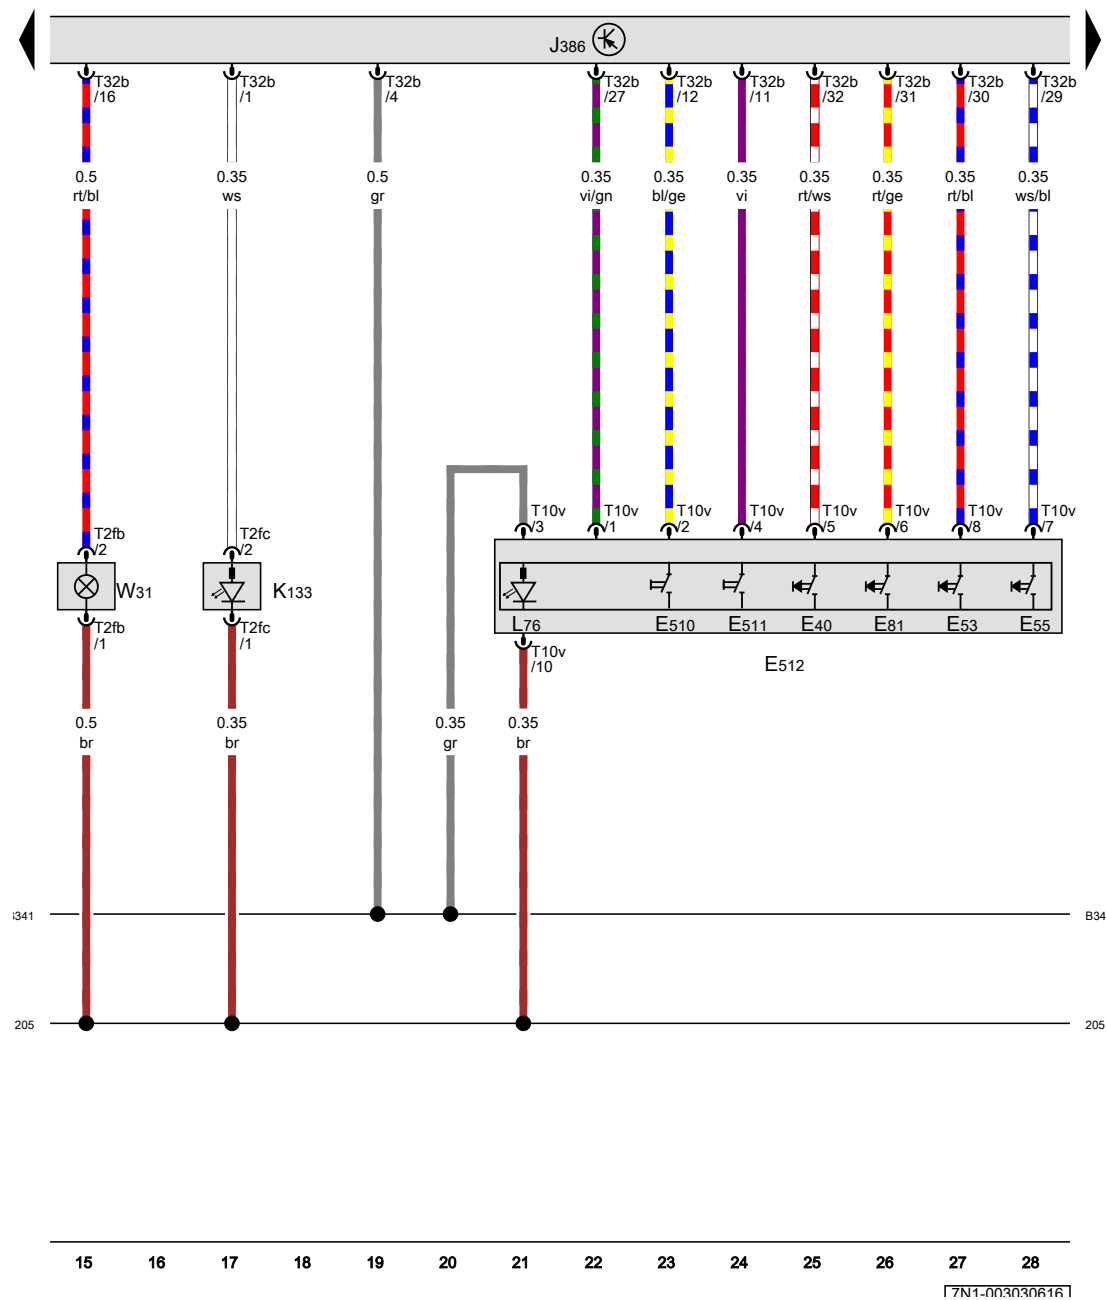 J386
T32b T32b T32b T32b T32b T32b T32b T32b T32b T32b
/16 /1 /4 /27 /12 /11 /32 /31 /30 /29
0.5 0.35 0.5 0.35 0.35 0.35 0.35 0.35 0.35 0.35
rt/bl ws gr vi/gn bl/ge vi rt/ws rt/ge rt/bl ws/bl
T10v T10v T10v T10v T10v T10v T10v T10v
/3 /1 /2 /4 /5 /6 /8 /7
T2fb T2fc
/2 /2
W31 K133
L76 E510 E511 E40 E81 E53 E55
T2fb T2fc
/1 /1
T10v
/10
E512
0.5 0.35 0.35 0.35
br br gr br
341 B34
205 205
15 16 17 18 19 20 21 22 23 24 25 26 27 28
7N1-003030616